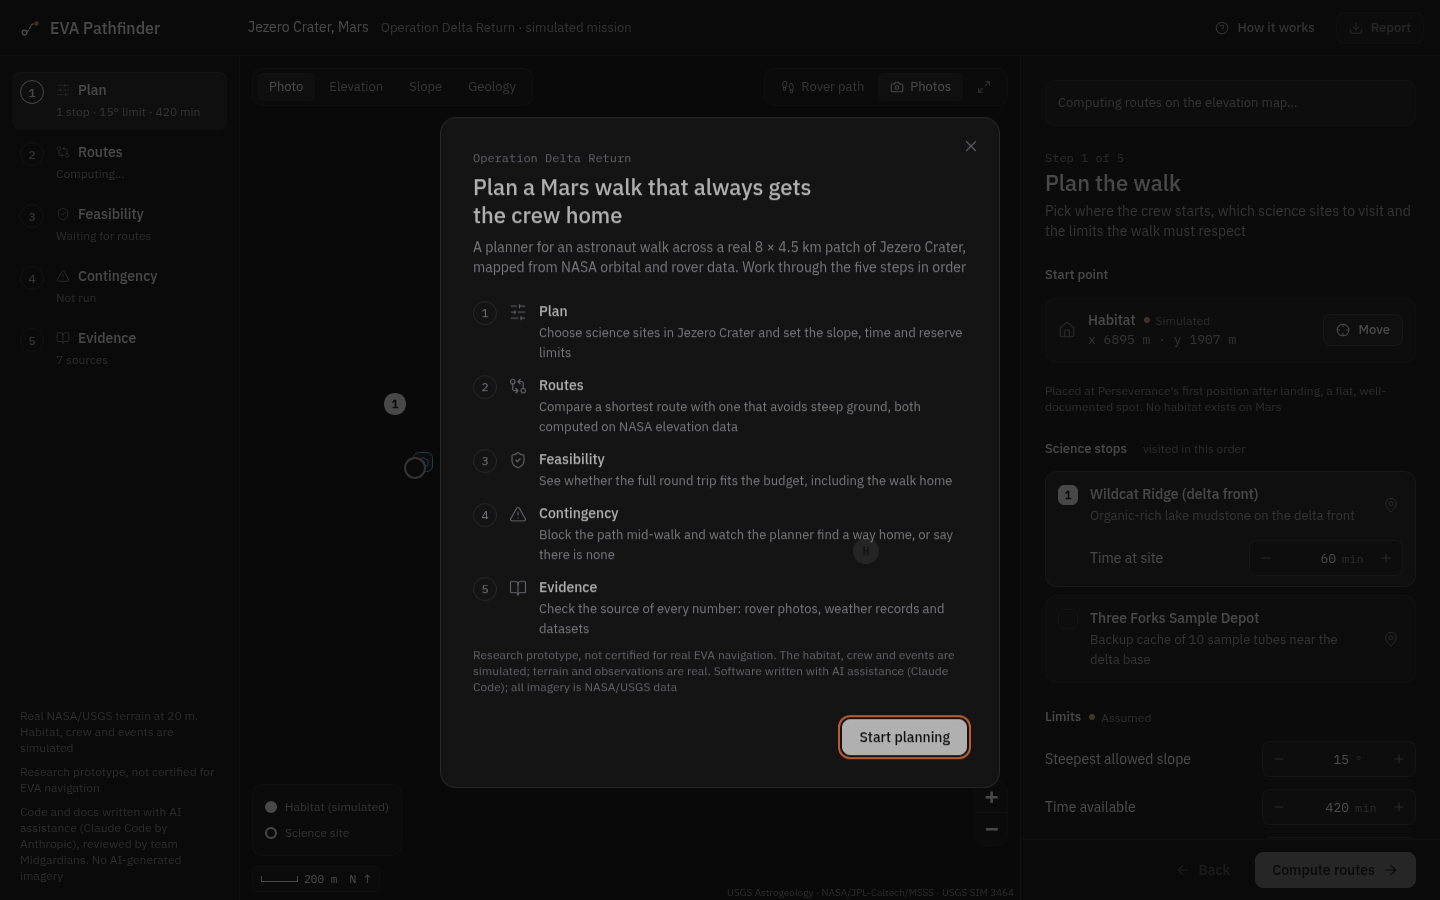 EVA Pathfinder
Jezero Crater, Mars Operation Delta Return · simulated mission
How it works
Report
1 Plan
1 stop · 15° limit · 420 min
2 Routes
Computing...
3 Feasibility
Waiting for routes
4 Contingency
Not run
5 Evidence
7 sources
Real NASA/USGS terrain at 20 m.
Habitat, crew and events are
simulated
Research prototype, not certified for
EVA navigation
Code and docs written with AI
assistance (Claude Code by
Anthropic), reviewed by team
Midgardians. No AI-generated
imagery
Photo Elevation Slope Geology
Rover path Photos
1
Operation Delta Return
Plan a Mars walk that always gets
the crew home
A planner for an astronaut walk across a real 8 × 4.5 km patch of Jezero Crater,
mapped from NASA orbital and rover data. Work through the five steps in order
1 Plan
Choose science sites in Jezero Crater and set the slope, time and reserve
limits
2 Routes
Compare a shortest route with one that avoids steep ground, both
computed on NASA elevation data
3 Feasibility
See whether the full round trip fits the budget, including the walk home
4 Contingency
Block the path mid-walk and watch the planner find a way home, or say
there is none
H
5 Evidence
Check the source of every number: rover photos, weather records and
datasets
Research prototype, not certified for real EVA navigation. The habitat, crew and events are
simulated; terrain and observations are real. Software written with AI assistance (Claude
Code); all imagery is NASA/USGS data
Start planning
Habitat (simulated)
Science site
200 m N ↑
+
−
USGS Astrogeology · NASA/JPL-Caltech/MSSS · USGS SIM 3464
Computing routes on the elevation map...
Step 1 of 5
Plan the walk
Pick where the crew starts, which science sites to visit and
the limits the walk must respect
Start point
Habitat Simulated
x 6895 m · y 1907 m
Move
Placed at Perseverance's first position after landing, a flat, well-
documented spot. No habitat exists on Mars
Science stops visited in this order
1 Wildcat Ridge (delta front)
Organic-rich lake mudstone on the delta front
Time at site − 60 min +
Three Forks Sample Depot
Backup cache of 10 sample tubes near the
delta base
Limits Assumed
Steepest allowed slope − 15 ° +
Time available − 420 min +
← Back Compute routes →